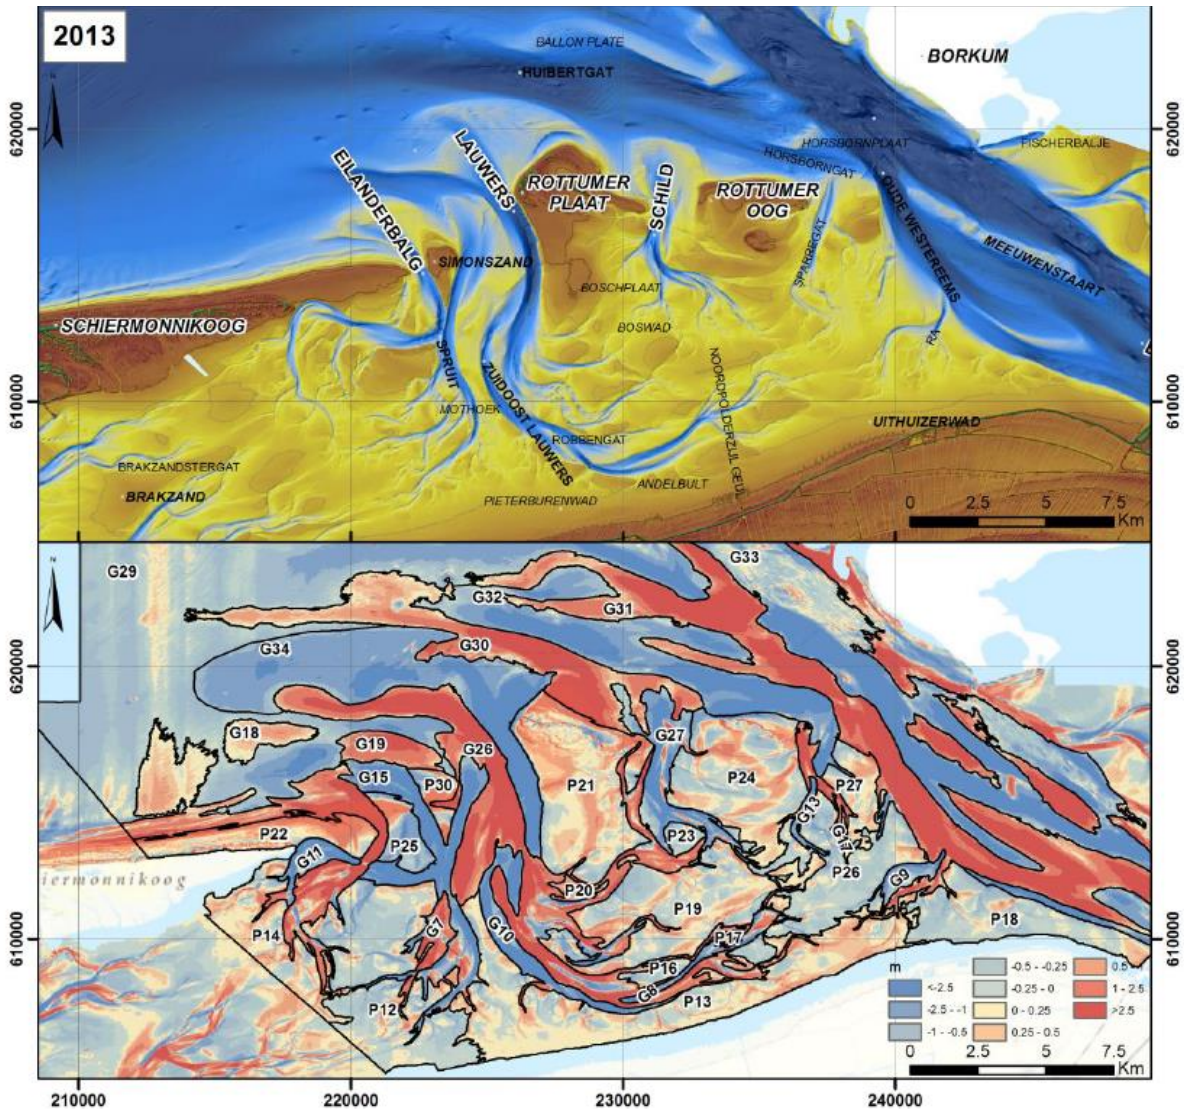 2013
N
BALLON PLATE
BORKUM
HUIBERTGAT
620000
620000
LAUWERS
HORSBORNPLAAT
FISCHERBALJE
HORSBORNGAT
EILANDERBALG
ROTTUMER
PLAAT
SCHILD
ROTTUMER
OOG
OUDE WESTEREEMS
MEEUWENSTAART
SPARREGAT
SIMONSZAND
BOSCHPLAAT
SCHIERMONNIKOOG
BOSWAD
RA
SPRUIT
NOORDPOLDERZIJL GEUL
610000
610000
MOTHOEK
ZUIDOOST LAUWERS
ROBBENGAT
UITHUIZERWAD
BRAKZANDSTERGAT
ANDELBULT
BRAKZAND
PIETERBURENWAD
0 2.5 5 7.5
Km
N
G29
G33
G32
G31
620000
620000
G34
G30
G18
G19
G26
G27
G15
P30
P21
P24
P27
G13
P22
P25
P23
G17
G11
P26
P20
G9
P19
P14
G7
G10
P17
P18
610000
610000
iermonnikoog
P16
G8
P13
P12
m
<-2.5
-2.5 - -1
-1 - -0.5
-0.5 - -0.25
-0.25 - 0
0 - 0.25
0.25 - 0.5
1 - 2.5
>2.5
0 2.5 5 7.5
Km
210000 220000 230000 240000